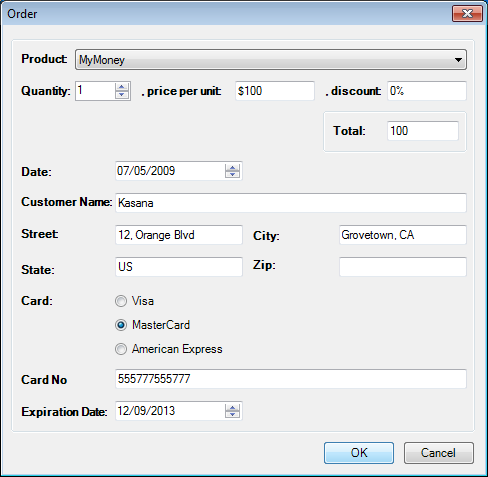 Order
Product: MyMoney
Quantity: 1 , price per unit: $100 , discount: 0%
Total: 100
Date: 07/05/2009
Customer Name: Kasana
Street: 12, Orange Blvd City: Grovetown, CA
State: US Zip:
Card: Visa
MasterCard
American Express
Card No 555777555777
Expiration Date: 12/09/2013
OK Cancel